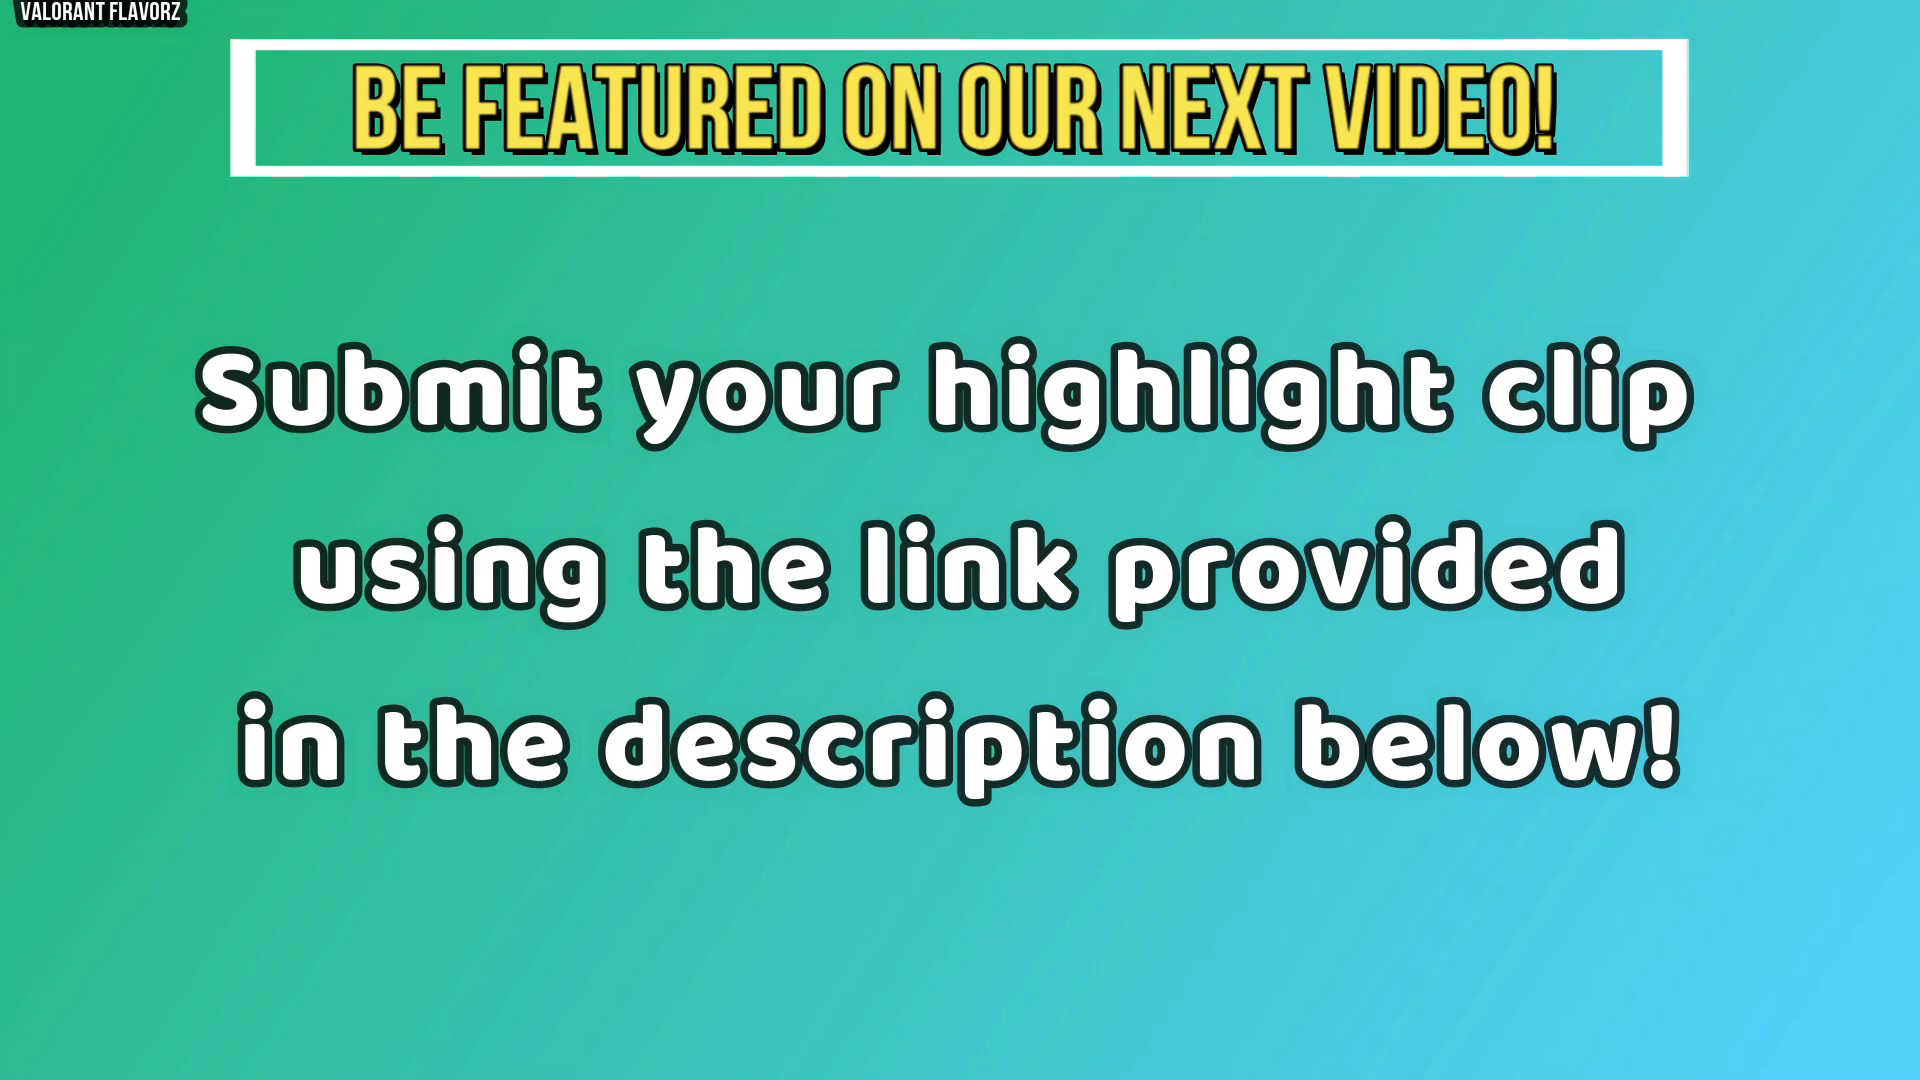 VALORANT FLAVORZ
BE FEATURED ON OUR NEXT VIDEO!
Submit your highlight clip
using the link provided
in the description below!